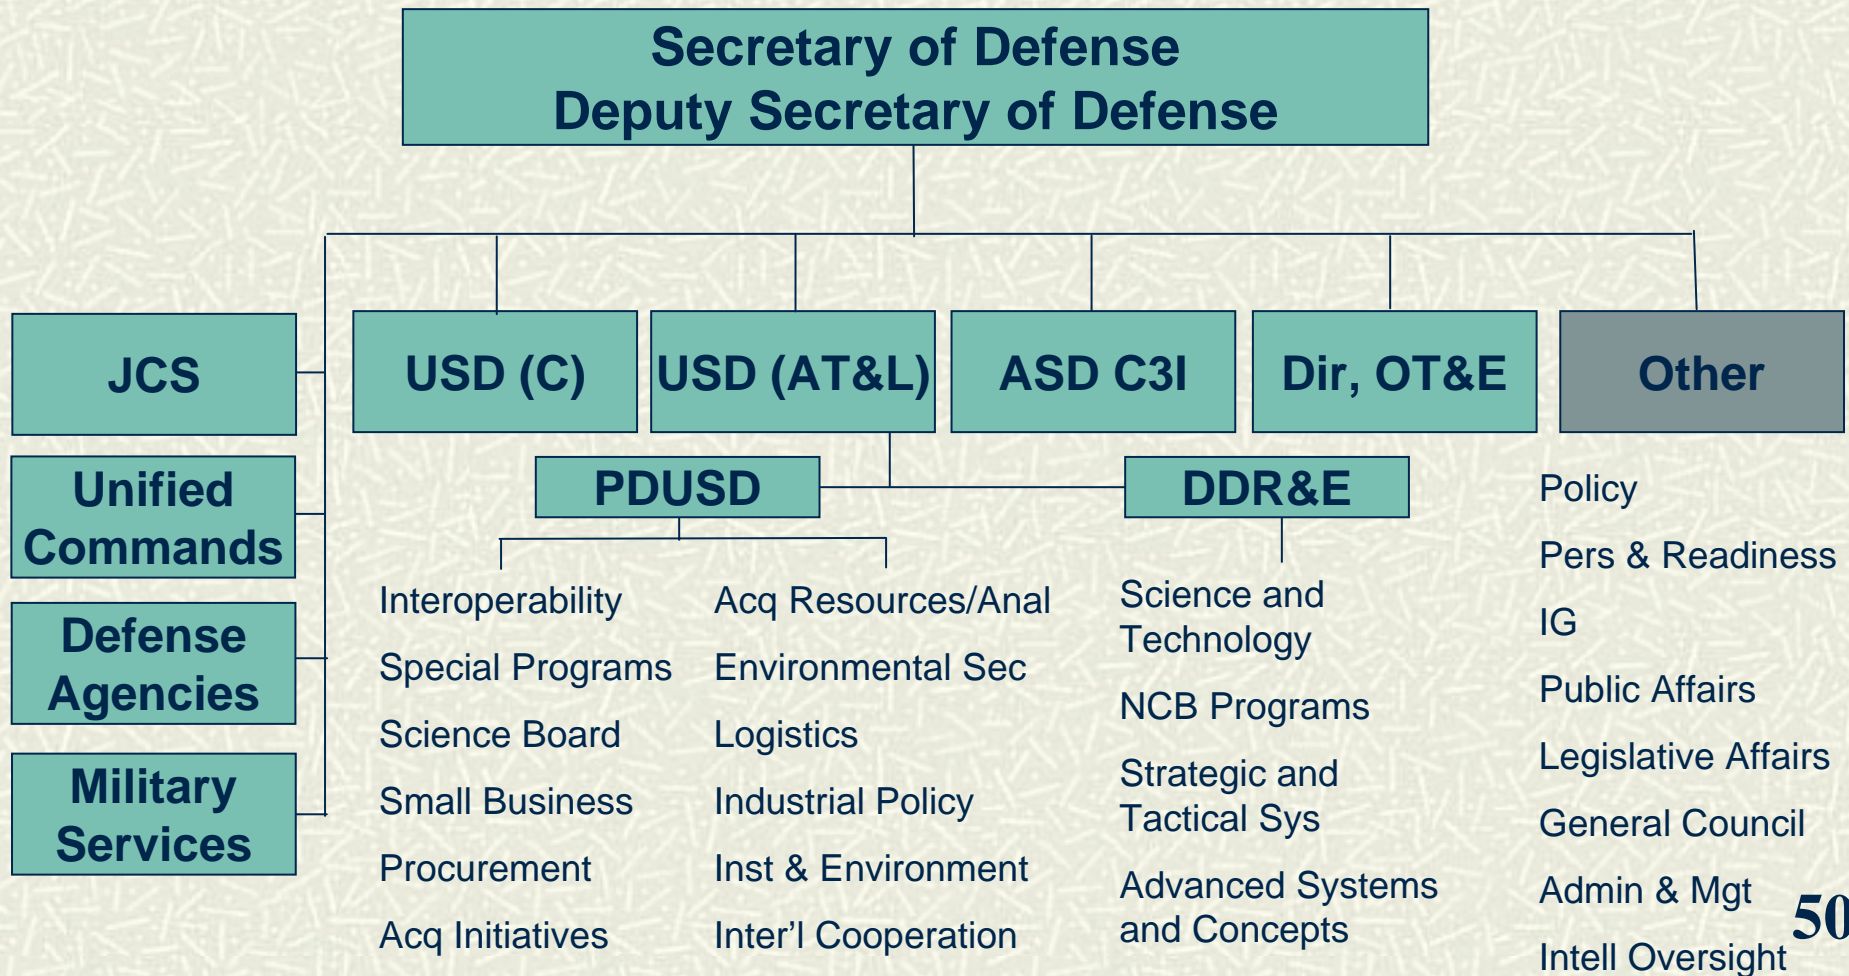 Secretary of Defense
Deputy Secretary of Defense
JCS
USD (C)
USD (AT&L)
ASD C3I
Dir, OT&E
Other
Unified
Commands
Defense
Agencies
Military
Services
PDUSD
DDR&E
Interoperability
Special Programs
Science Board
Small Business
Procurement
Acq Initiatives
Acq Resources/Anal
Environmental Sec
Logistics
Industrial Policy
Inst & Environment
Inter'l Cooperation
Science and
Technology
NCB Programs
Strategic and
Tactical Sys
Advanced Systems
and Concepts
Policy
Pers & Readiness
IG
Public Affairs
Legislative Affairs
General Council
Admin & Mgt
Intell Oversight
50